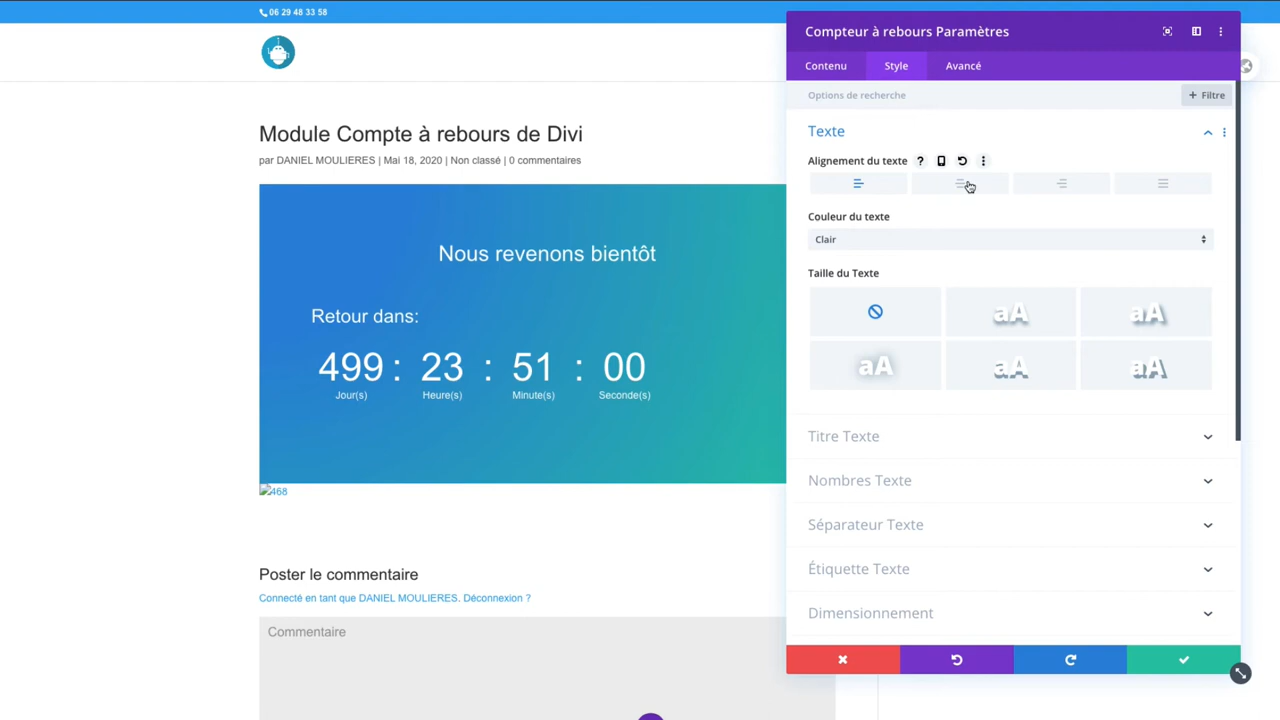 06 29 48 33 58
Module Compte à rebours de Divi
par DANIEL MOULIERES | Mai 18, 2020 | Non classé | 0 commentaires
Nous revenons bientôt
Retour dans:
499 : 23 : 51 : 00
Jour(s) Heure(s) Minute(s) Seconde(s)
468
Poster le commentaire
Connecté en tant que DANIEL MOULIERES. Déconnexion ?
Commentaire
Compteur à rebours Paramètres
Contenu Style Avancé
Options de recherche + Filtre
Texte
Alignement du texte ?
Couleur du texte
Clair
Taille du Texte
aA aA
aA aA aA
Titre Texte
Nombres Texte
Séparateur Texte
Étiquette Texte
Dimensionnement